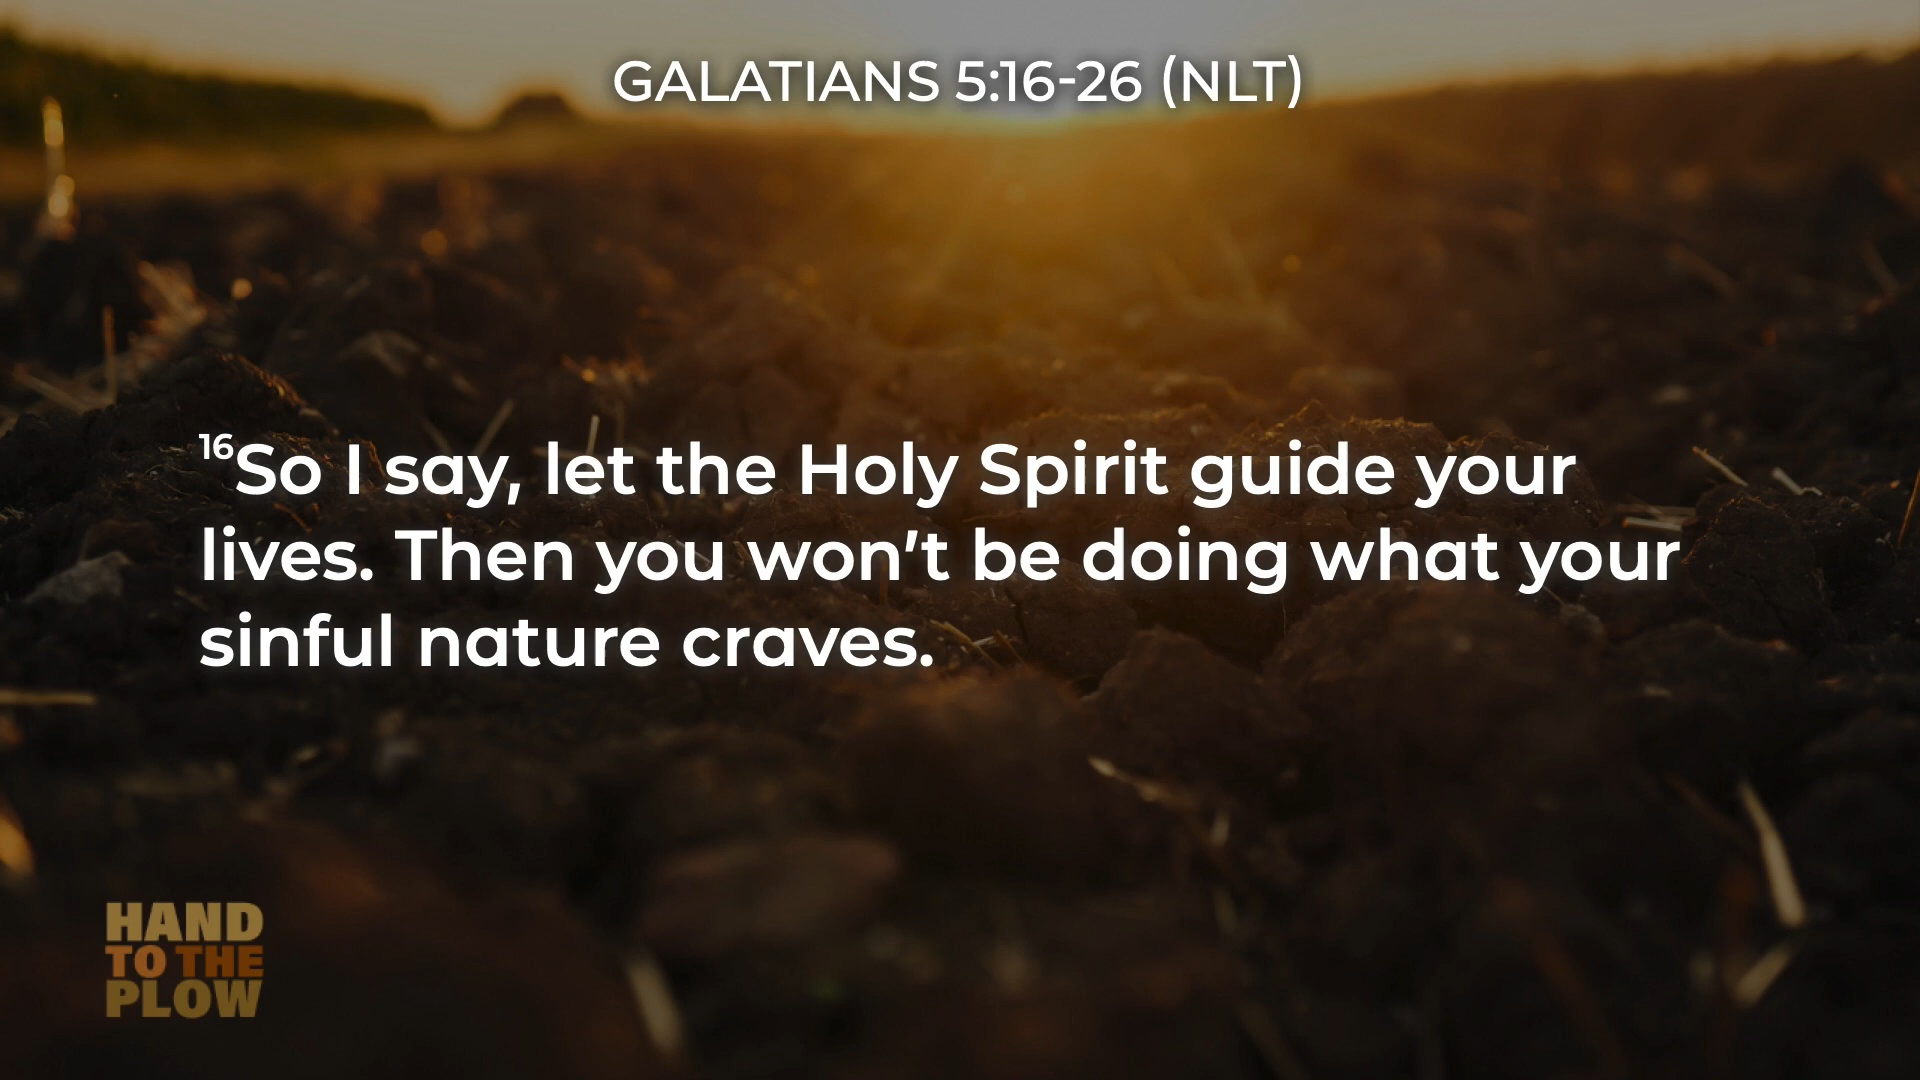 GALATIANS 5:16-26 (NLT)
16So I say, let the Holy Spirit guide your
lives. Then you won't be doing what your
sinful nature craves.
HAND
TO THE
PLOW